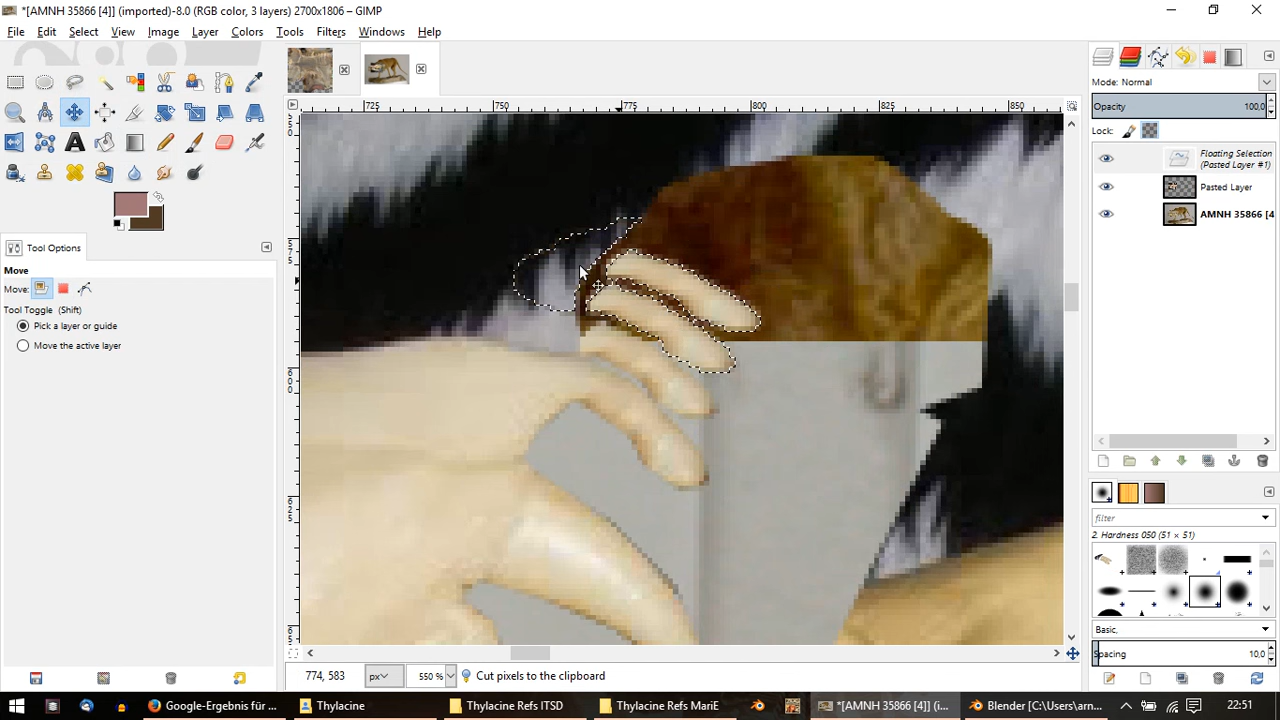 *[AMNH 35866 [4]] (imported)-8.0 (RGB color, 3 layers) 2700x1806 – GIMP
File Edit Select View Image Layer Colors Tools Filters Windows Help
Mode: Normal
Opacity 100,0
Lock:
Floating Selection
(Pasted Layer #1)
Pasted Layer
AMNH 35866 [4
725 750 775 800 825 850
550
575
600
625
65
Tool Options
Move
Move:
Tool Toggle (Shift)
Pick a layer or guide
Move the active layer
filter
2. Hardness 050 (51 × 51)
Basic,
Spacing 10,0
774, 583 px 550 % Cut pixels to the clipboard
Google-Ergebnis für ...
Thylacine
Thylacine Refs ITSD
Thylacine Refs MariE
*[AMNH 35866 [4]] (i...
Blender [C:\Users\arn...
22:51